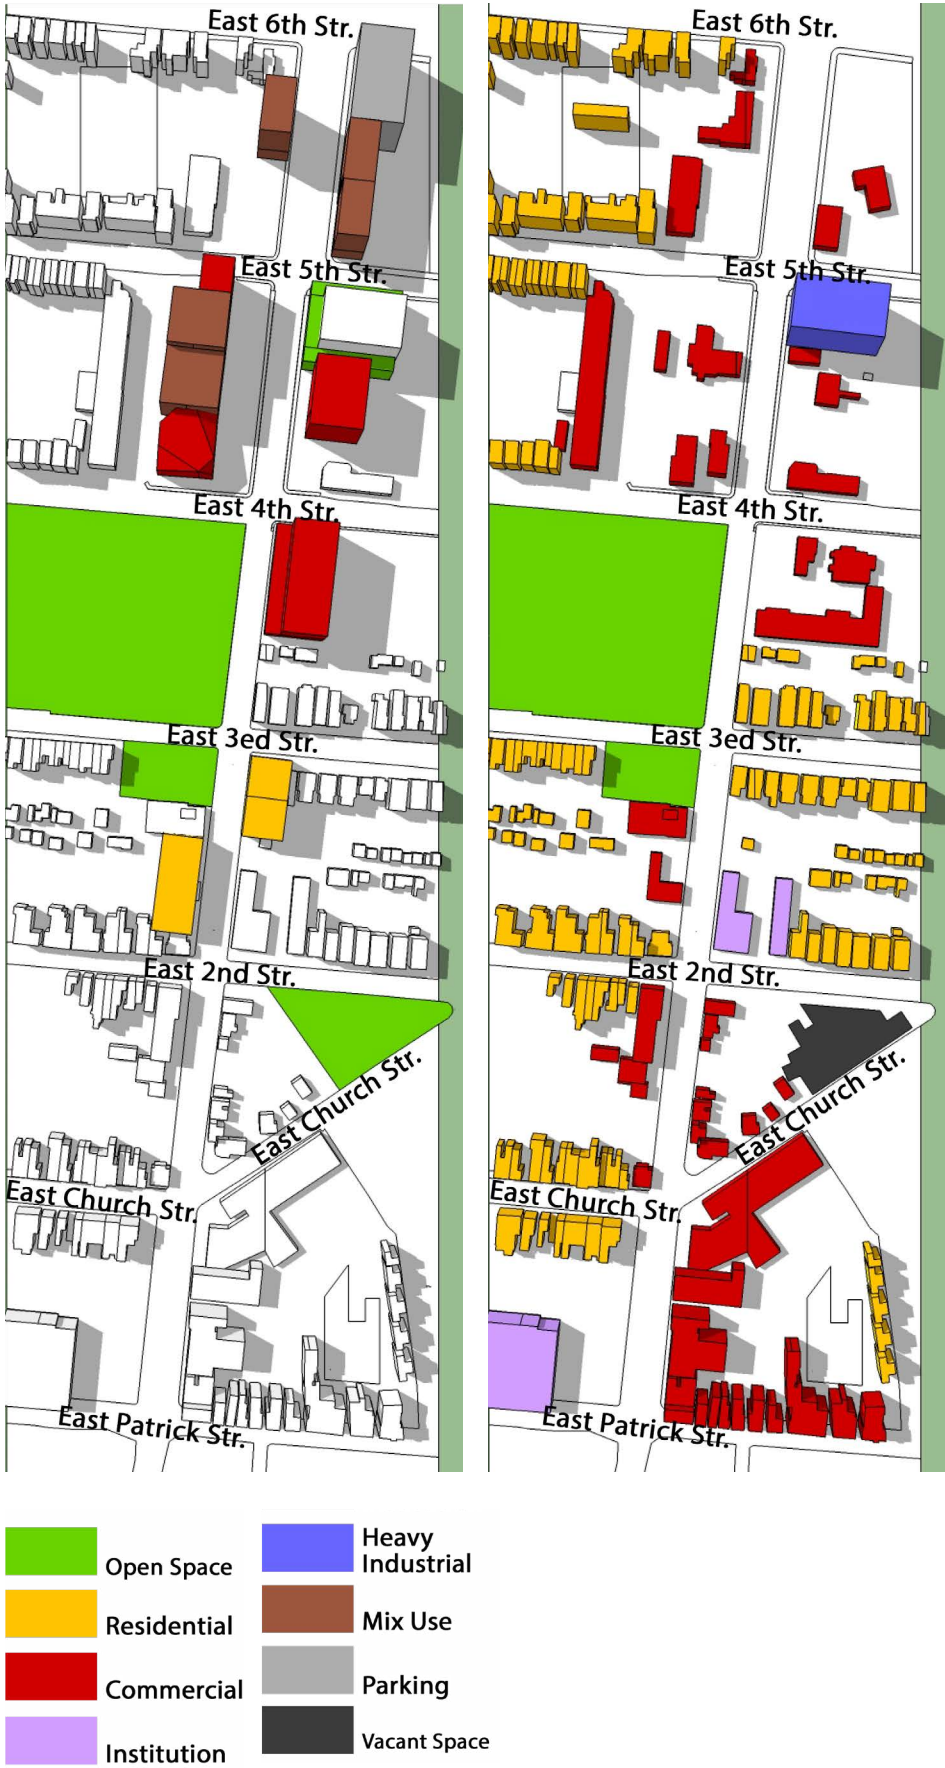 East 6th Str.
East 5th Str.
East 4th Str.
East 3ed Str.
East 2nd Str.
East Church Str.
East Church Str.
East Patrick Str.
East 6th Str.
East 5th Str.
East 4th Str.
East 3ed Str.
East 2nd Str.
East Church Str.
East Church Str.
East Patrick Str.
Open Space
Residential
Commercial
Institution
Heavy
Industrial
Mix Use
Parking
Vacant Space